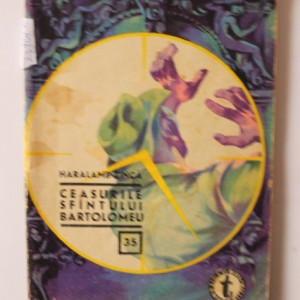 HARALAMB ZINCĂ
CEASURILE
SFÎNTULUI
BARTOLOMEU
35
t